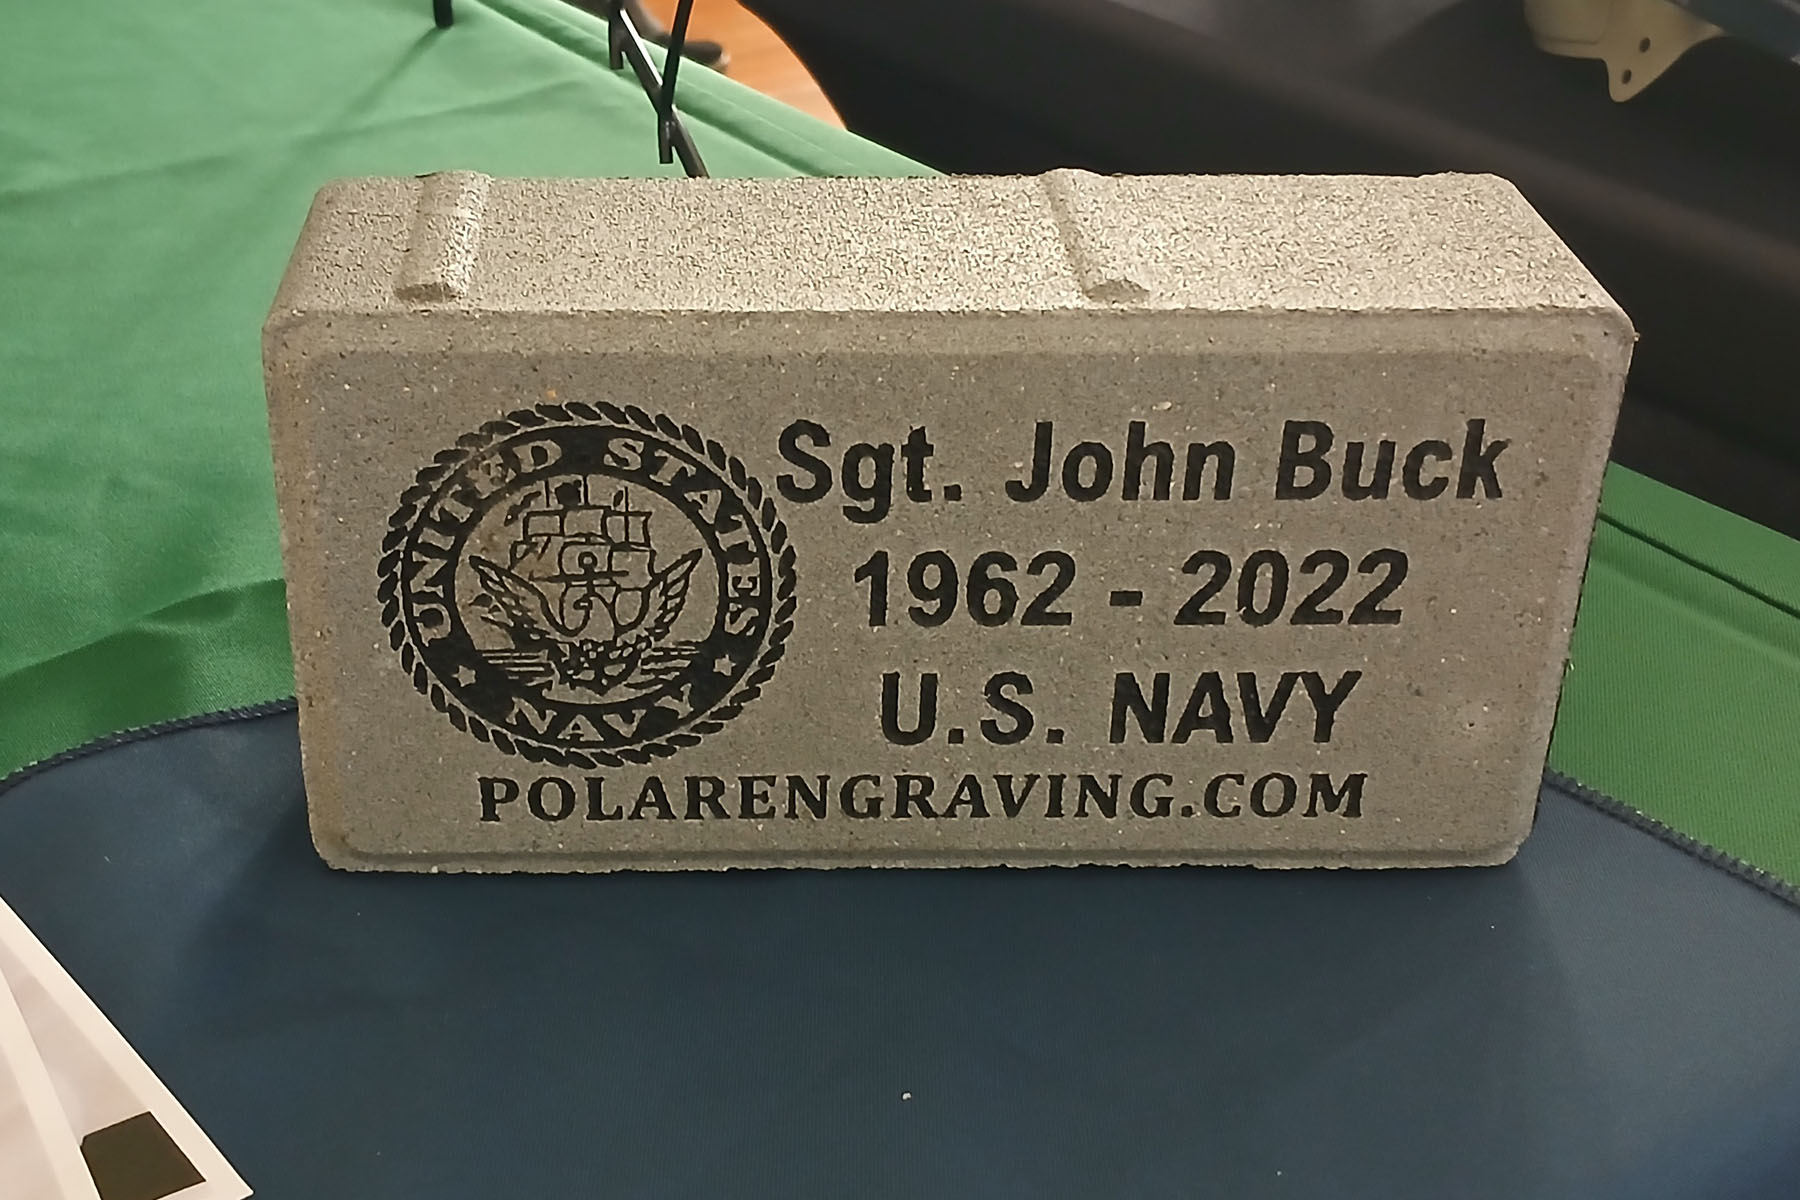 UNITED STATES
NAVY
Sgt. John Buck
1962 - 2022
U.S. NAVY
POLARENGRAVING.COM